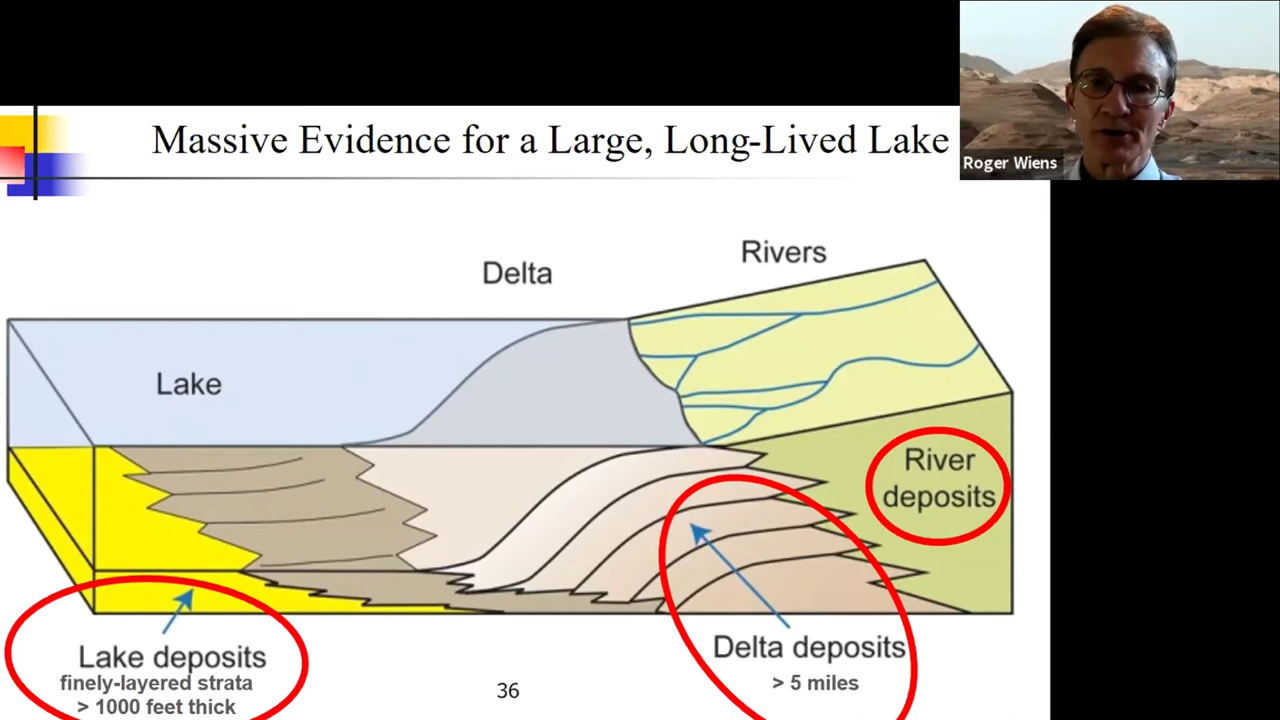 Massive Evidence for a Large, Long-Lived Lake
Roger Wiens
Rivers
Delta
Lake
River
deposits
Lake deposits
finely-layered strata
> 1000 feet thick
Delta deposits
> 5 miles
36